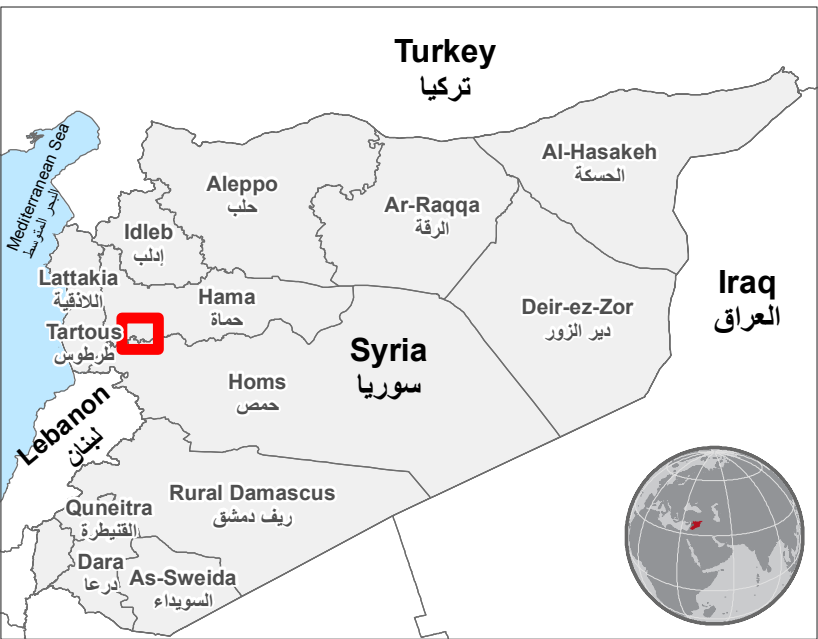 Turkey
تركيا
Mediterranean Sea
البحر المتوسط
Al-Hasakeh
الحسكة
Aleppo
حلب
Ar-Raqqa
الرقة
Idleb
إدلب
Lattakia
اللاذقية
Hama
حماة
Iraq
العراق
Deir-ez-Zor
دير الزور
Tartous
طرطوس
Syria
سوريا
Homs
حمص
Lebanon
لبنان
Rural Damascus
ريف دمشق
Quneitra
القنيطرة
Dara
درعا
As-Sweida
السويداء